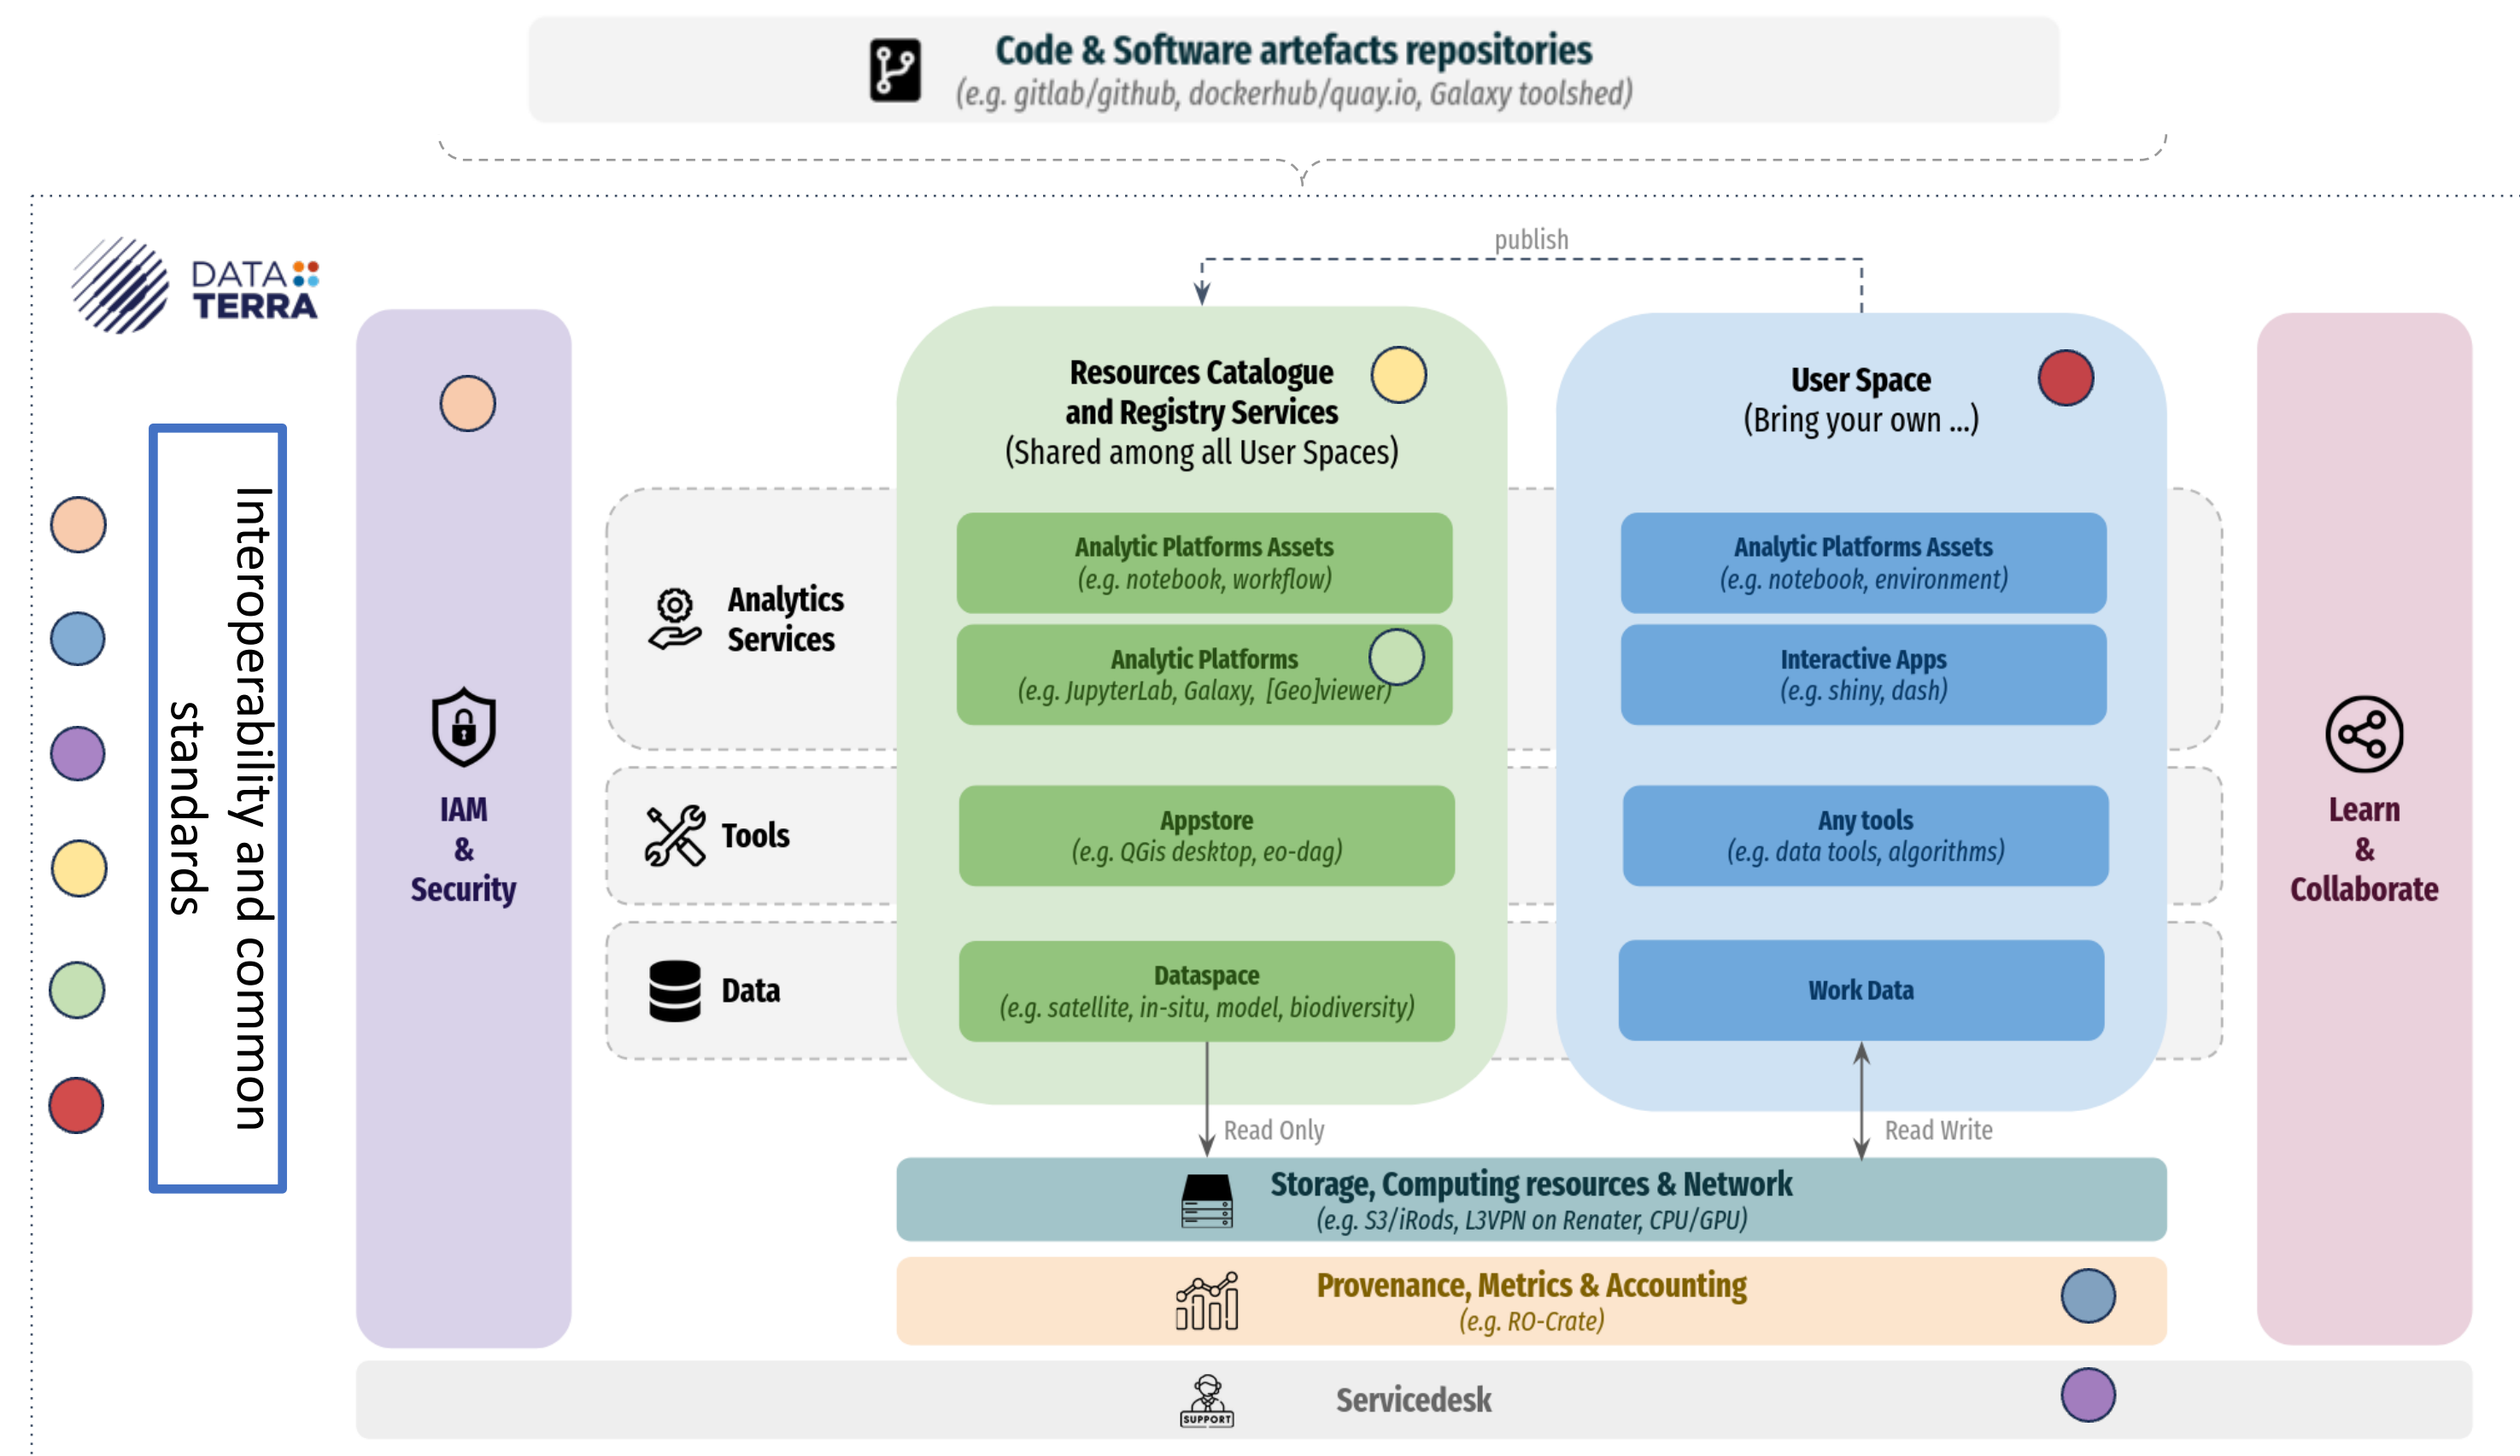 Code & Software artefacts repositories
(e.g. gitlab/github, dockerhub/quay.io, Galaxy toolshed)
publish
DATA
TERRA
Interoperability and common
standards
IAM
&
Security
Resources Catalogue
and Registry Services
(Shared among all User Spaces)
User Space
(Bring your own ...)
Analytics
Services
Analytic Platforms Assets
(e.g. notebook, workflow)
Analytic Platforms
(e.g. JupyterLab, Galaxy, [Geo]viewer)
Analytic Platforms Assets
(e.g. notebook, environment)
Interactive Apps
(e.g. shiny, dash)
Tools
Appstore
(e.g. QGis desktop, eo-dag)
Any tools
(e.g. data tools, algorithms)
Data
Dataspace
(e.g. satellite, in-situ, model, biodiversity)
Work Data
Learn
&
Collaborate
Read Only
Read Write
Storage, Computing resources & Network
(e.g. S3/iRods, L3VPN on Renater, CPU/GPU)
Provenance, Metrics & Accounting
(e.g. RO-Crate)
SUPPORT
Servicedesk